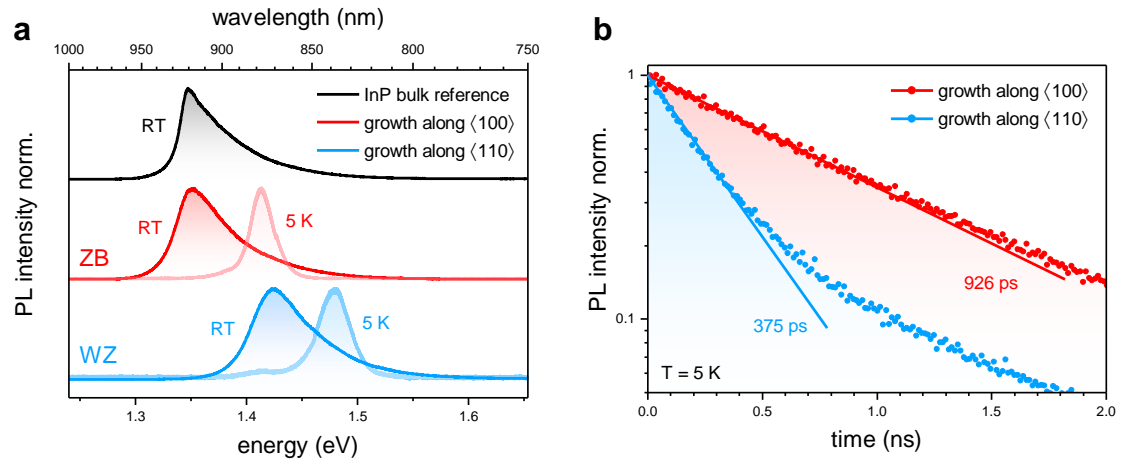 a
wavelength (nm)
1000 950 900 850 800 750
InP bulk reference
growth along ⟨100⟩
growth along ⟨110⟩
RT
RT
5 K
ZB
RT
5 K
WZ
PL intensity norm.
1.3 1.4 1.5 1.6
energy (eV)
b
growth along ⟨100⟩
growth along ⟨110⟩
1
0.1
926 ps
375 ps
T = 5 K
PL intensity norm.
0.0 0.5 1.0 1.5 2.0
time (ns)